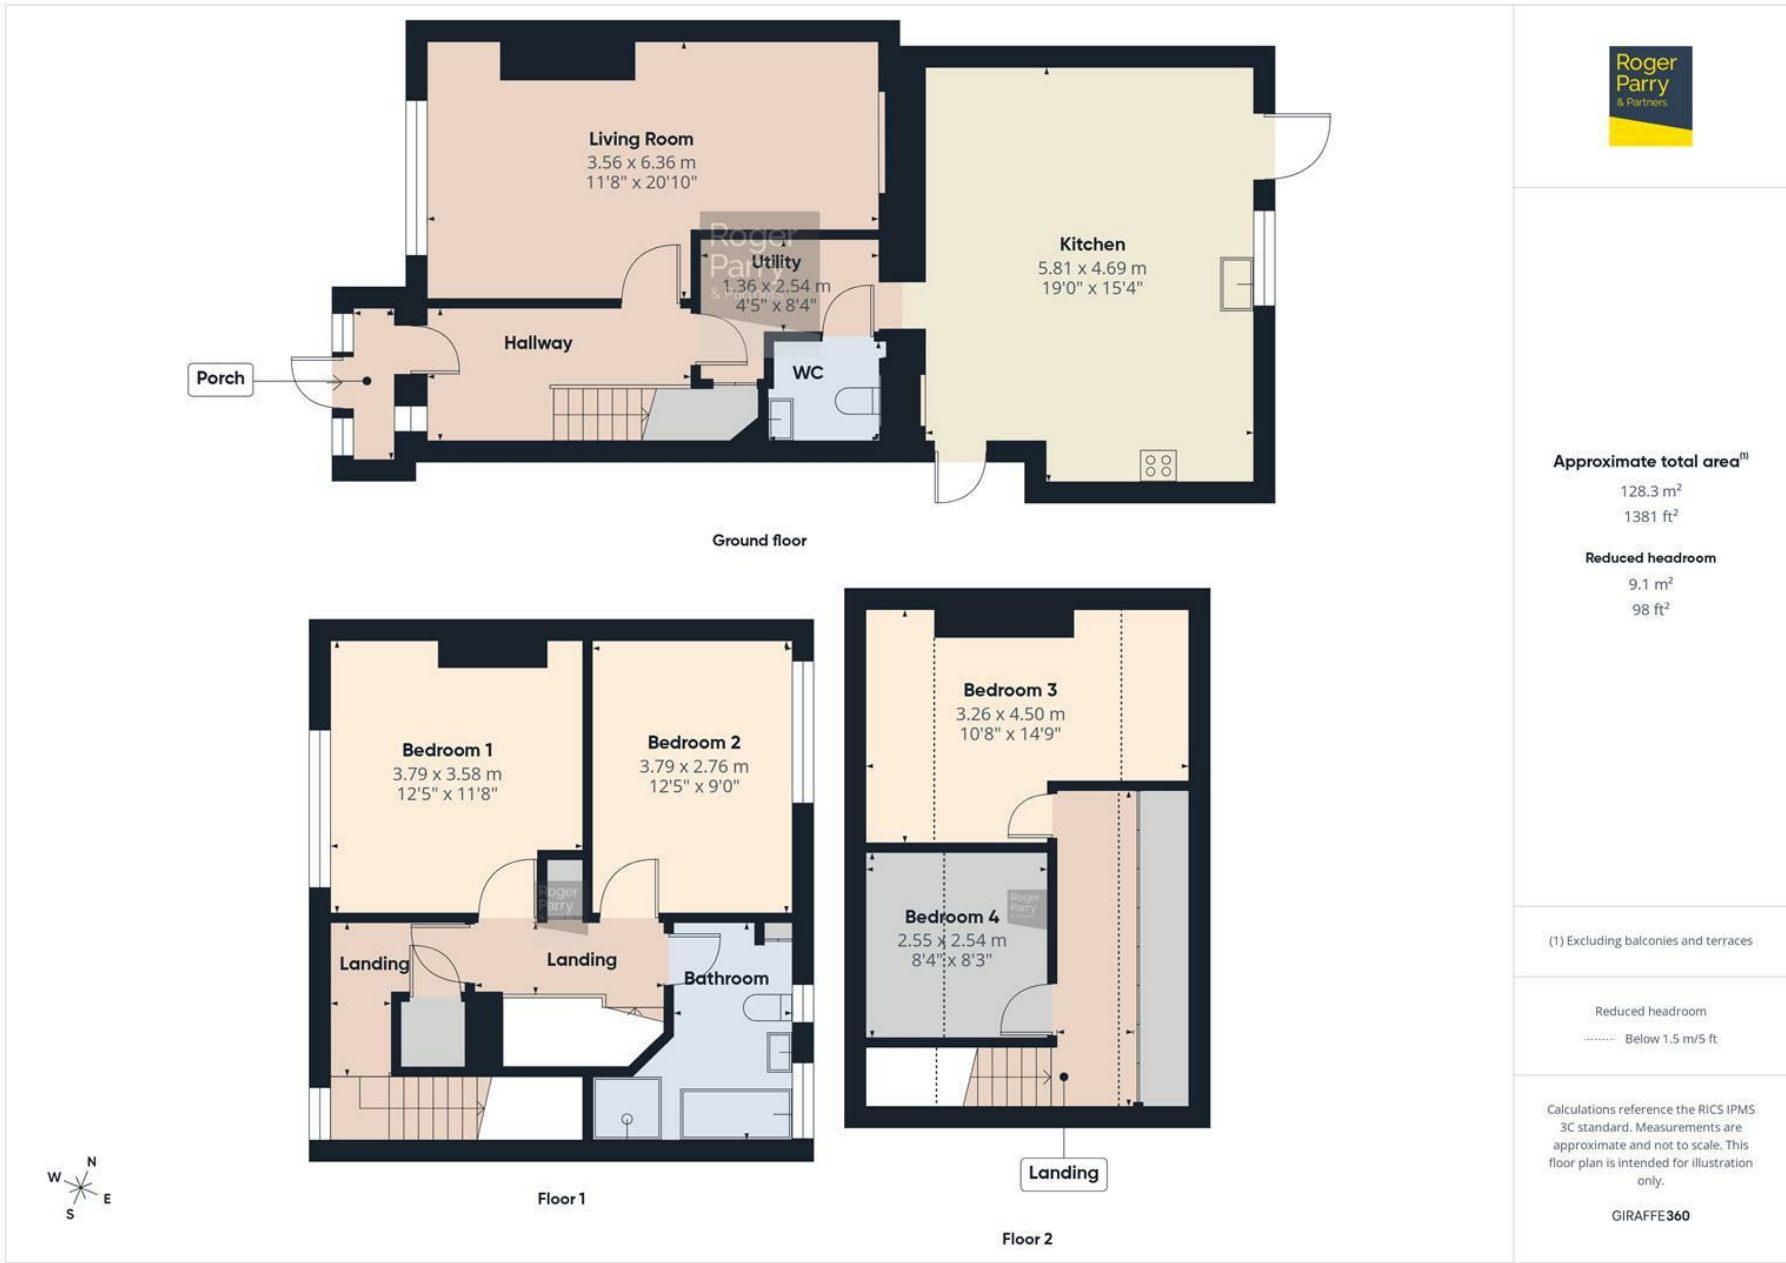 Living Room
3.56 x 6.36 m
11'8" x 20'10"
Roger
Parry
& Partners
Utility
1.36 x 2.54 m
4'5" x 8'4"
Kitchen
5.81 x 4.69 m
19'0" x 15'4"
Hallway
Porch
WC
Ground floor
Bedroom 1
3.79 x 3.58 m
12'5" x 11'8"
Bedroom 2
3.79 x 2.76 m
12'5" x 9'0"
Roger
Parry
Landing
Landing
Bathroom
Floor 1
Bedroom 3
3.26 x 4.50 m
10'8" x 14'9"
Bedroom 4
2.55 x 2.54 m
8'4" x 8'3"
Roger
Parry
Landing
Floor 2
N
W
E
S
Roger
Parry
& Partners
Approximate total area(1)
128.3 m²
1381 ft²
Reduced headroom
9.1 m²
98 ft²
(1) Excluding balconies and terraces
Reduced headroom
Below 1.5 m/5 ft
Calculations reference the RICS IPMS
3C standard. Measurements are
approximate and not to scale. This
floor plan is intended for illustration
only.
GIRAFFE360